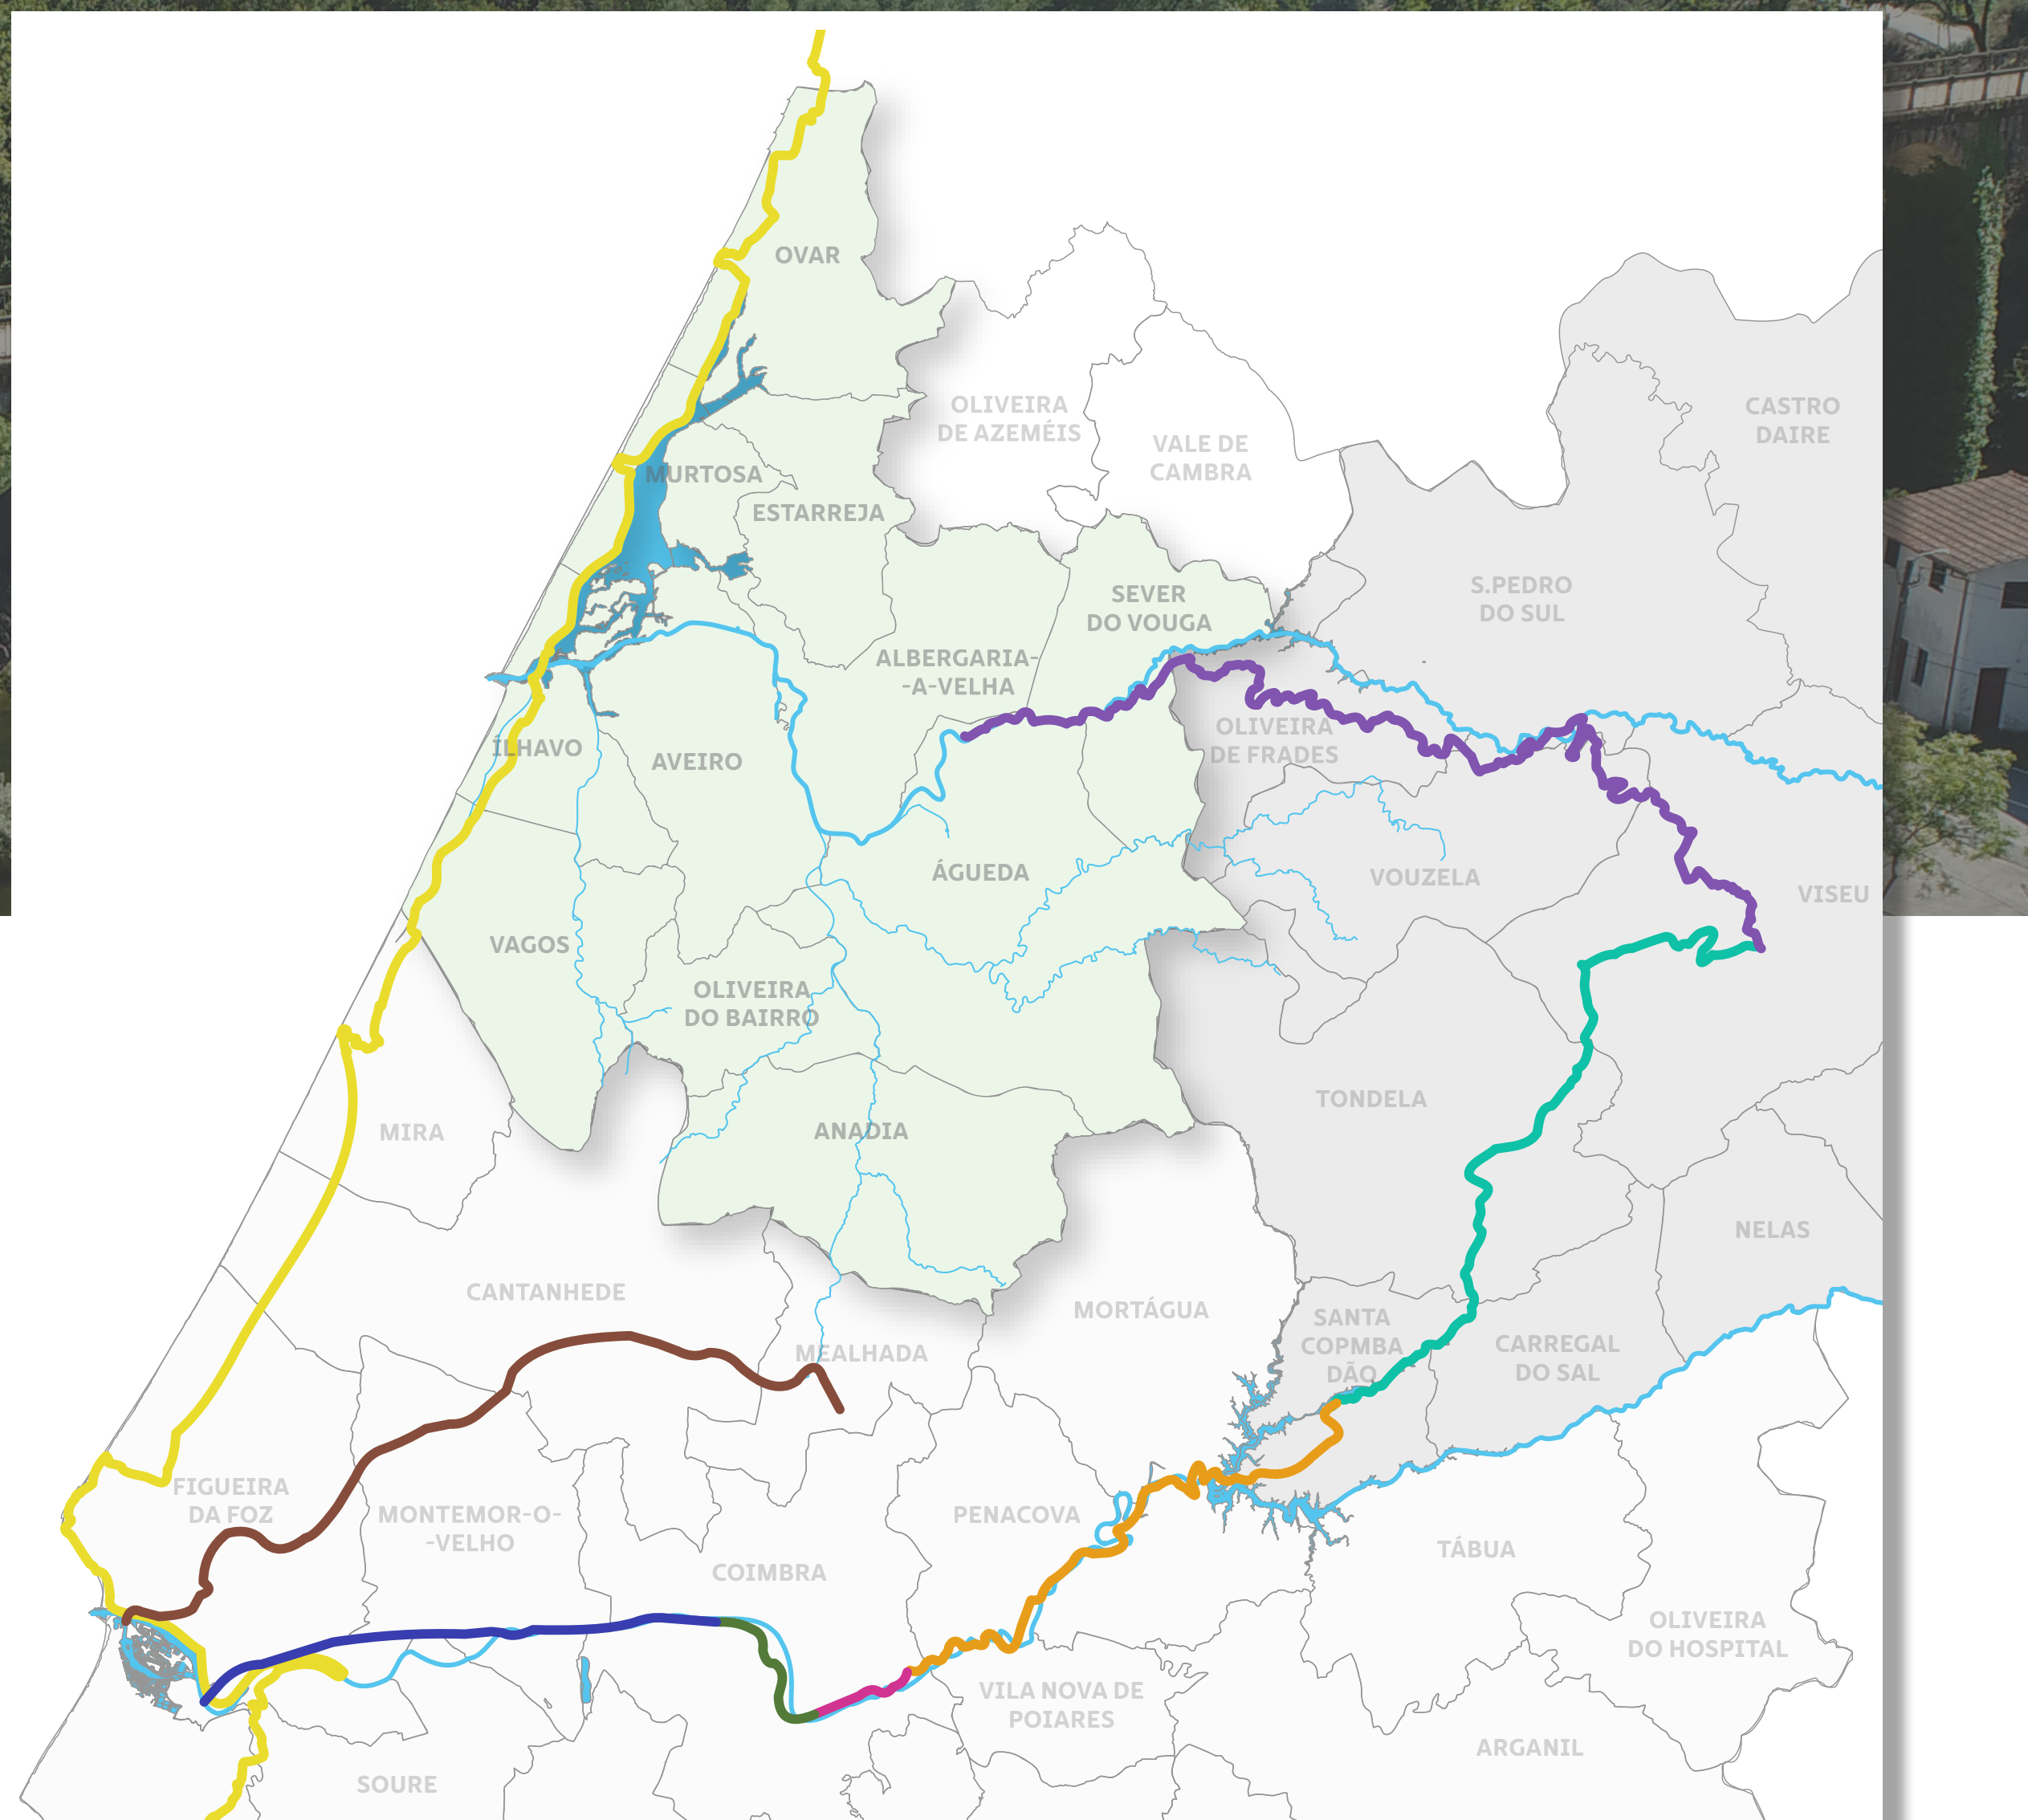 OVAR
OLIVEIRA
DE AZEMÉIS
VALE DE
CAMBRA
CASTRO
DAIRE
MURTOSA
ESTARREJA
SEVER
DO VOUGA
S.PEDRO
DO SUL
ALBERGARIA-
-A-VELHA
OLIVEIRA
DE FRADES
ÍLHAVO
AVEIRO
ÁGUEDA
VOUZELA
VISEU
VAGOS
OLIVEIRA
DO BAIRRO
TONDELA
MIRA
ANADIA
NELAS
CANTANHEDE
MORTÁGUA
SANTA
COPMBA
DÃO
CARREGAL
DO SAL
MEALHADA
FIGUEIRA
DA FOZ
MONTEMOR-O-
-VELHO
PENACOVA
TÁBUA
COIMBRA
OLIVEIRA
DO HOSPITAL
VILA NOVA DE
POIARES
ARGANIL
SOURE